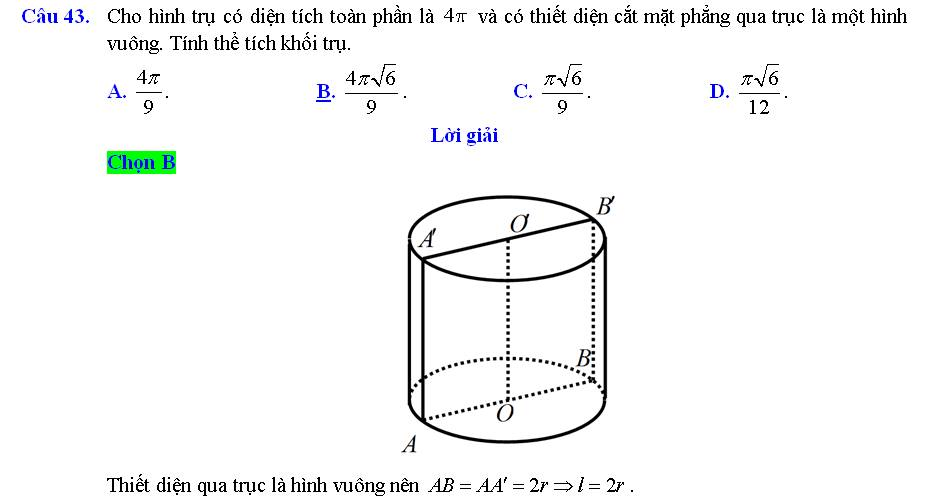 Câu 43. Cho hình trụ có diện tích toàn phần là 4π và có thiết diện cắt mặt phẳng qua trục là một hình
vuông. Tính thể tích khối trụ.
A. 4π/9. B. 4π√6/9. C. π√6/9. D. π√6/12.
Lời giải
Chọn B
B'
O'
A'
B
O
A
Thiết diện qua trục là hình vuông nên AB = AA' = 2r ⇒ l = 2r.